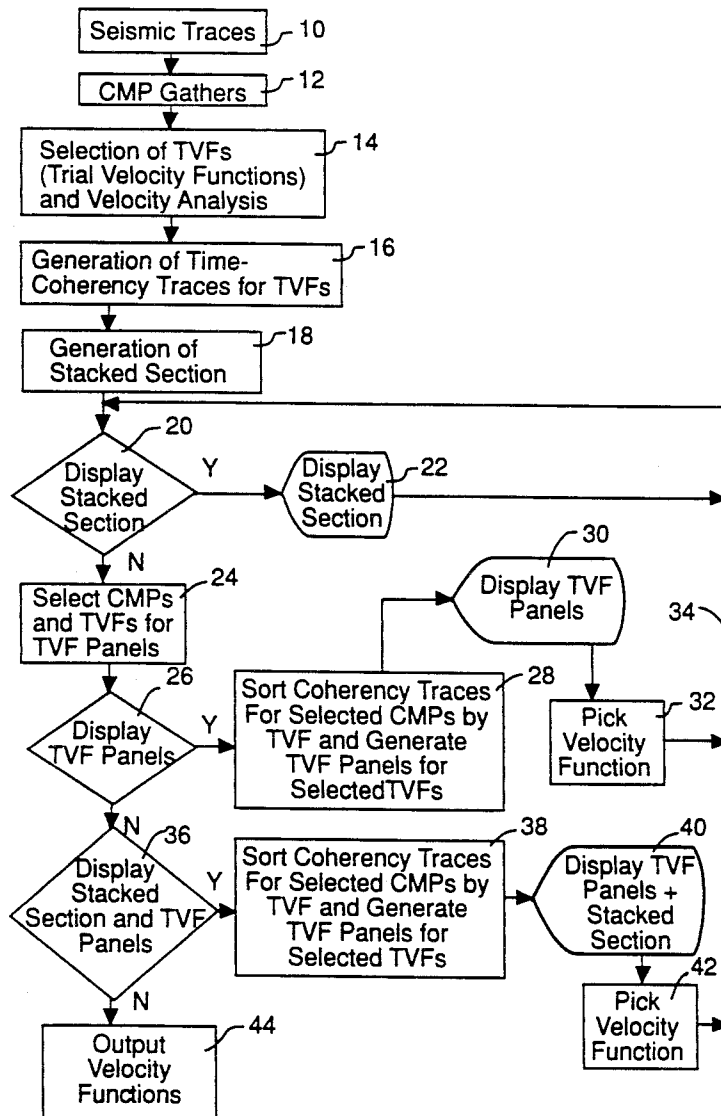 Seismic Traces
10
CMP Gathers
12
Selection of TVFs
(Trial Velocity Functions)
and Velocity Analysis
14
Generation of Time-
Coherency Traces for TVFs
16
Generation of
Stacked Section
18
20
Display
Stacked
Section
Y
Display
Stacked
Section
22
N
Select CMPs
and TVFs for
TVF Panels
24
30
Display TVF
Panels
34
26
Display
TVF Panels
Y
Sort Coherency Traces
For Selected CMPs by
TVF and Generate
TVF Panels for
SelectedTVFs
28
Pick
Velocity
Function
32
N
36
Display
Stacked
Section and TVF
Panels
Y
Sort Coherency Traces
For Selected CMPs by
TVF and Generate
TVF Panels for
Selected TVFs
38
40
Display TVF
Panels +
Stacked
Section
Pick
Velocity
Function
42
N
Output
Velocity
Functions
44